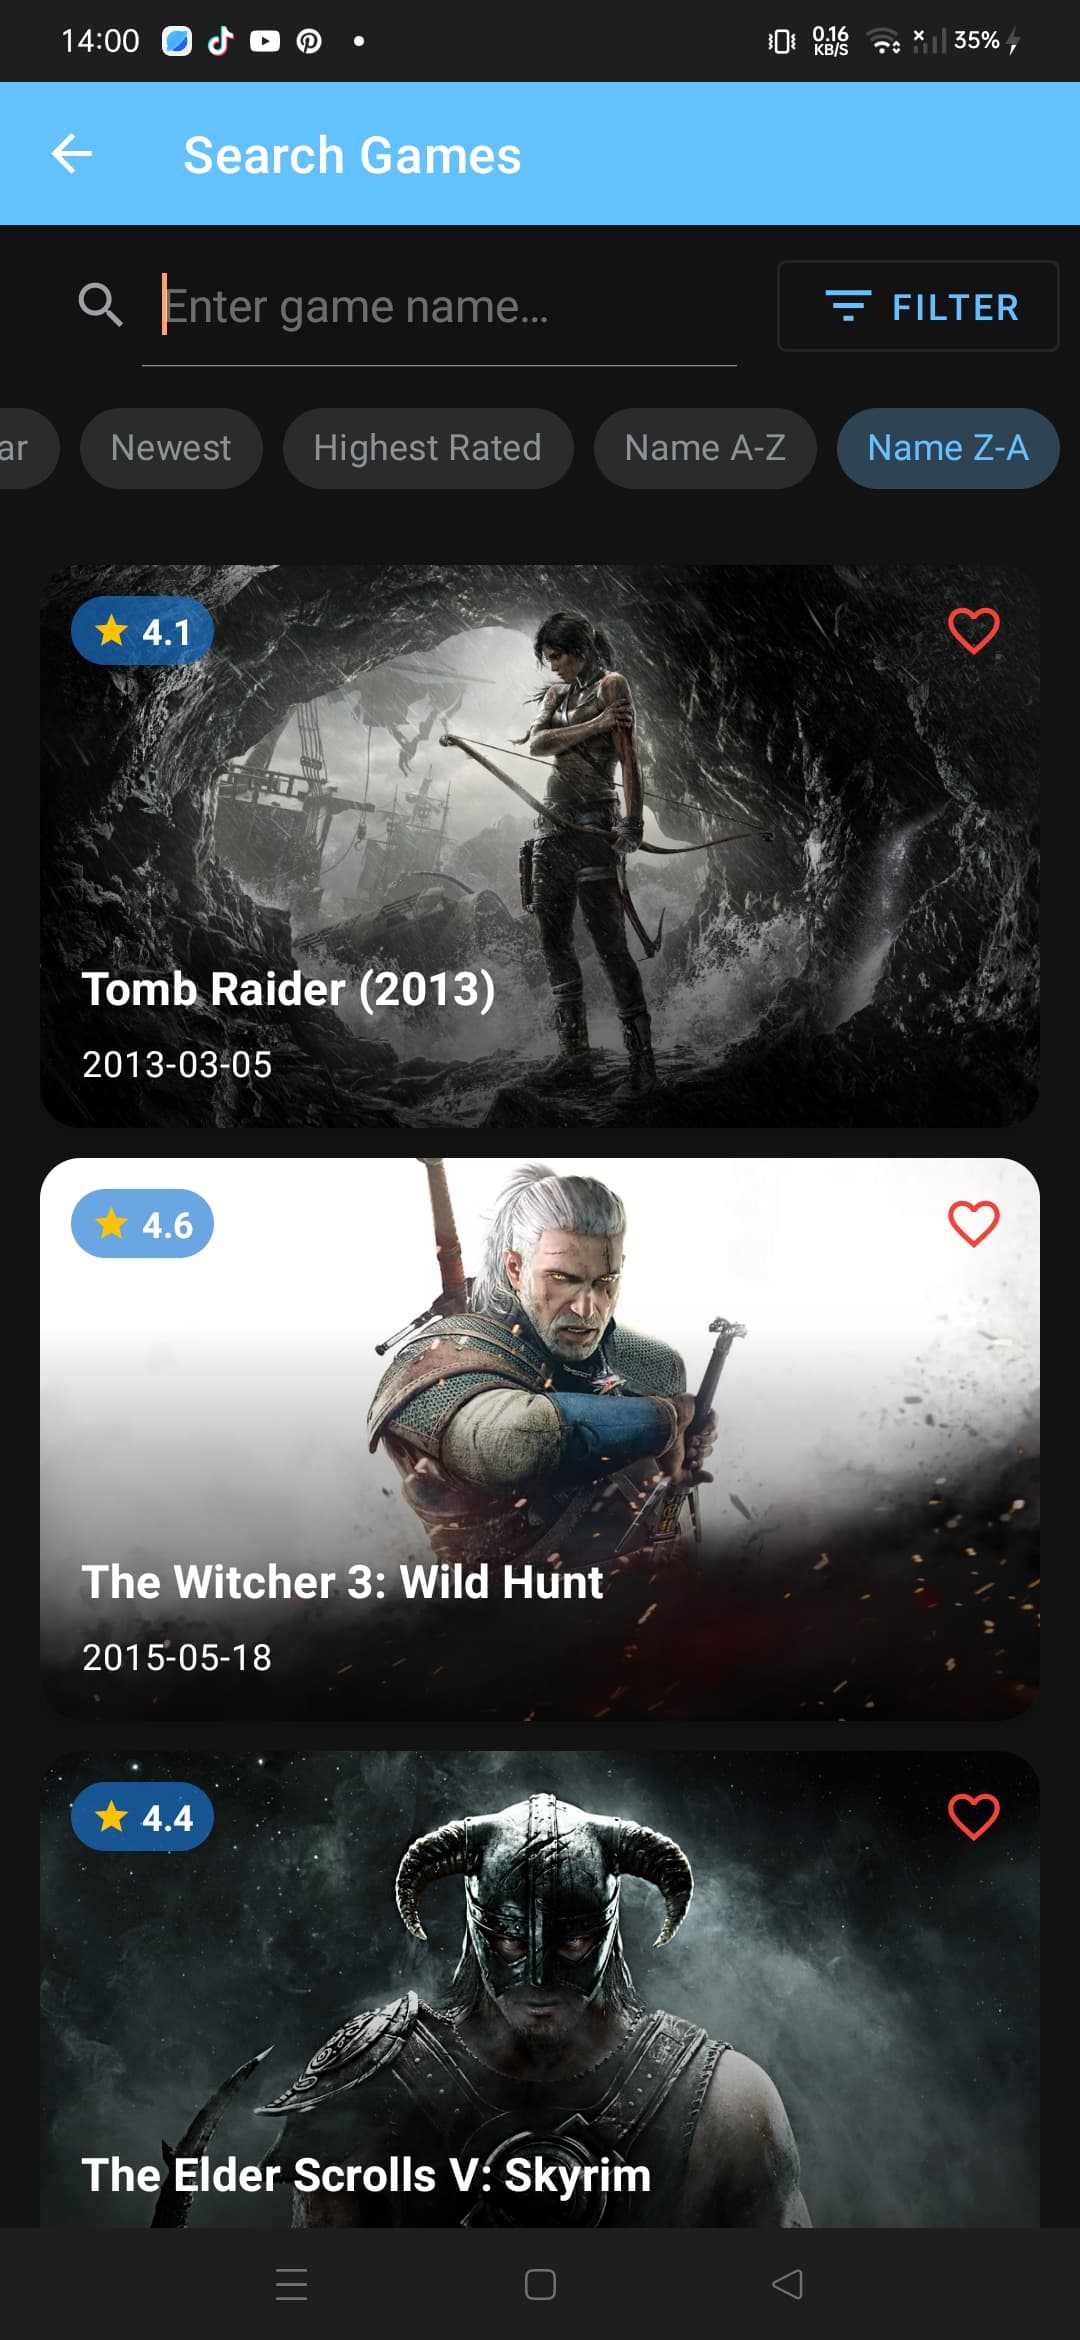 14:00
0.16
KB/S
35%
Search Games
Enter game name...
FILTER
ar
Newest
Highest Rated
Name A-Z
Name Z-A
4.1
Tomb Raider (2013)
2013-03-05
4.6
The Witcher 3: Wild Hunt
2015-05-18
4.4
The Elder Scrolls V: Skyrim